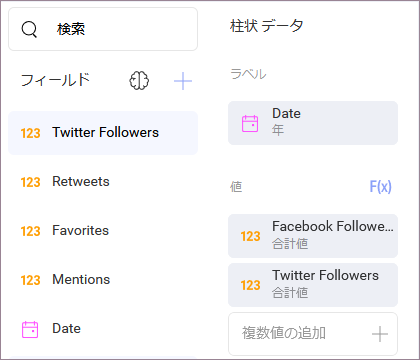 検索
フィールド
123 Twitter Followers
123 Retweets
123 Favorites
123 Mentions
Date
柱状 データ
ラベル
Date
年
値 F(x)
123 Facebook Followe...
合計値
123 Twitter Followers
合計値
複数値の追加